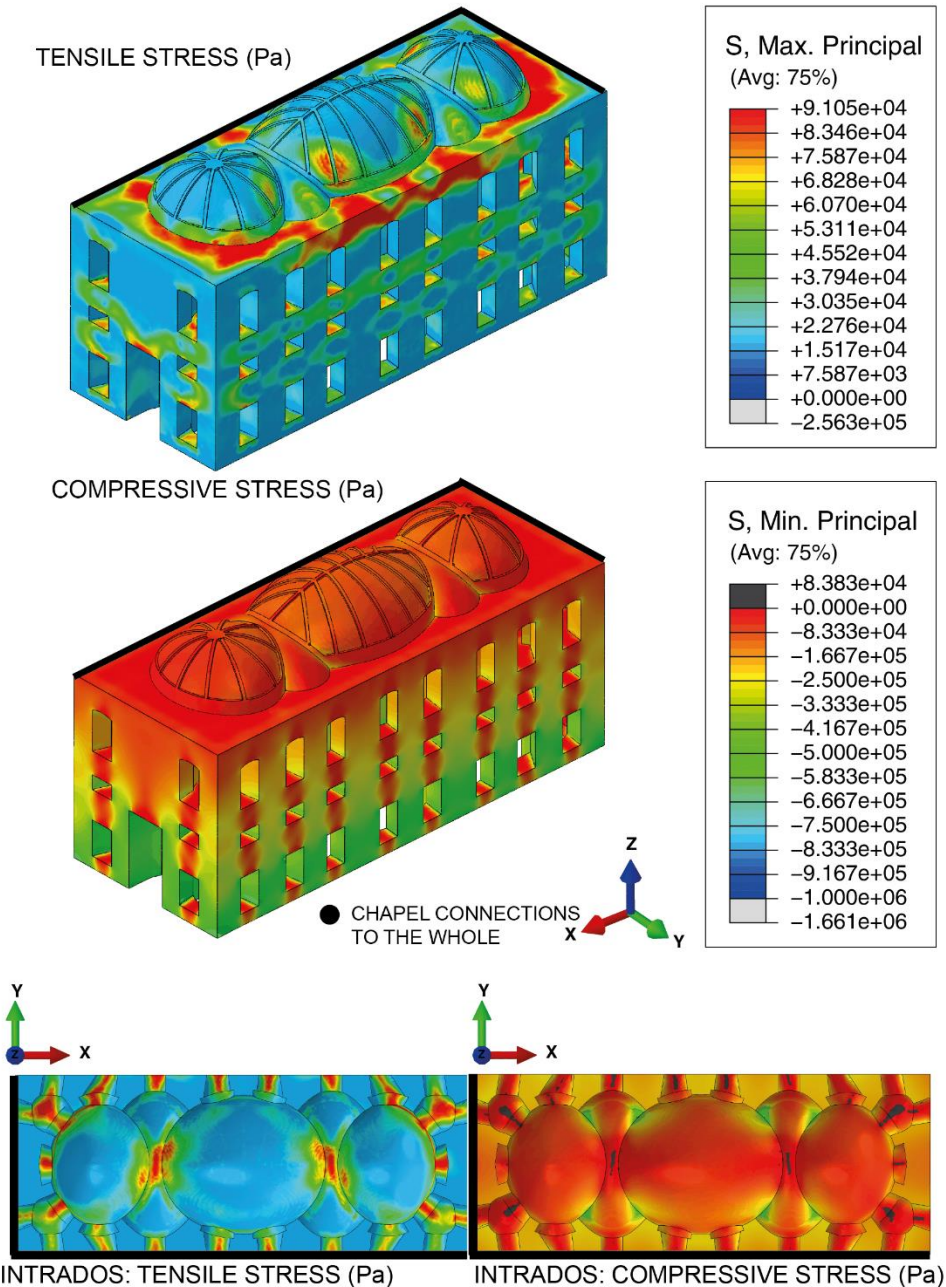 TENSILE STRESS (Pa)
S, Max. Principal
(Avg: 75%)
+9.105e+04
+8.346e+04
+7.587e+04
+6.828e+04
+6.070e+04
+5.311e+04
+4.552e+04
+3.794e+04
+3.035e+04
+2.276e+04
+1.517e+04
+7.587e+03
+0.000e+00
−2.563e+05
COMPRESSIVE STRESS (Pa)
S, Min. Principal
(Avg: 75%)
+8.383e+04
+0.000e+00
−8.333e+04
−1.667e+05
−2.500e+05
−3.333e+05
−4.167e+05
−5.000e+05
−5.833e+05
−6.667e+05
−7.500e+05
−8.333e+05
−9.167e+05
−1.000e+06
−1.661e+06
Z
X
Y
CHAPEL CONNECTIONS
TO THE WHOLE
Y
Z
X
Y
Z
X
INTRADOS: TENSILE STRESS (Pa)
INTRADOS: COMPRESSIVE STRESS (Pa)